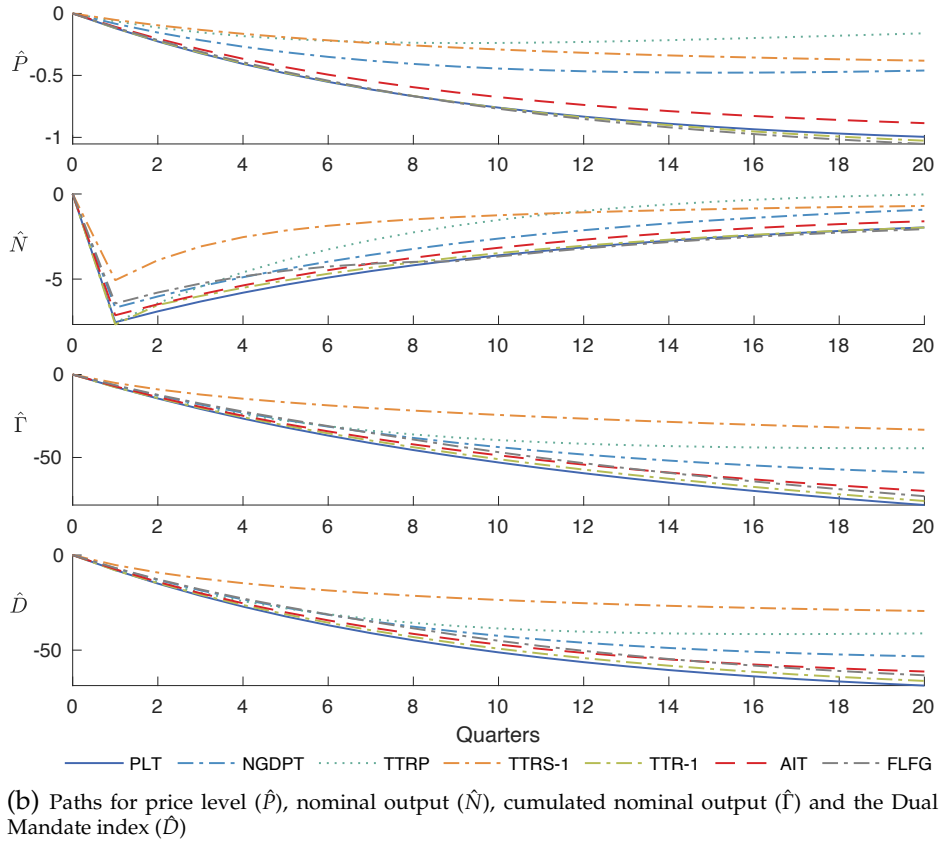 0
P̂
-0.5
-1
0 2 4 6 8 10 12 14 16 18 20
0
N̂
-5
0 2 4 6 8 10 12 14 16 18 20
0
Γ̂
-50
0 2 4 6 8 10 12 14 16 18 20
0
D̂
-50
0 2 4 6 8 10 12 14 16 18 20
Quarters
PLT NGDPT TTRP TTRS-1 TTR-1 AIT FLFG
(b) Paths for price level (P̂), nominal output (N̂), cumulated nominal output (Γ̂) and the Dual
Mandate index (D̂)